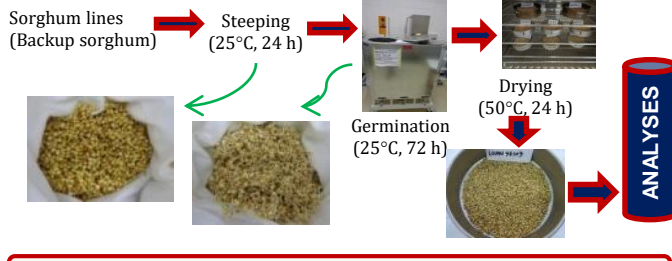 Sorghum lines
(Backup sorghum)
Steeping
(25°C, 24 h)
Germination
(25°C, 72 h)
Drying
(50°C, 24 h)
ANALYSES